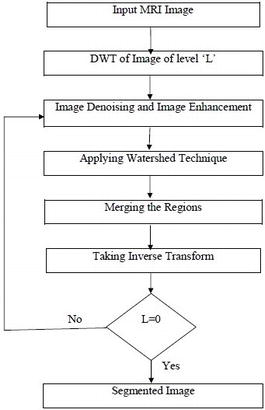 Input MRI Image
DWT of Image of level ‘L’
Image Denoising and Image Enhancement
Applying Watershed Technique
Merging the Regions
Taking Inverse Transform
No
L=0
Yes
Segmented Image